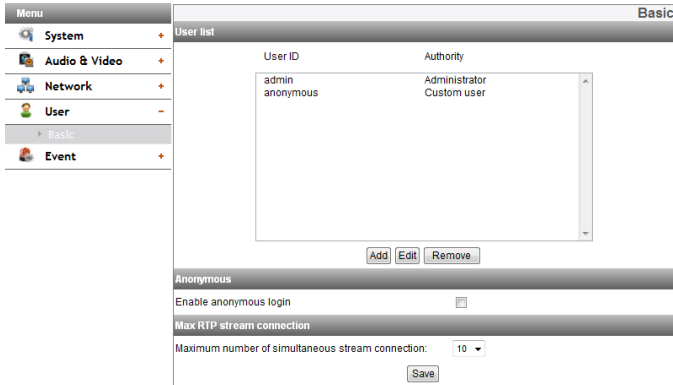 Menu
System
Audio & Video
Network
User
Basic
Event
Basic
User list
User ID Authority
admin Administrator
anonymous Custom user
Add Edit Remove
Anonymous
Enable anonymous login
Max RTP stream connection
Maximum number of simultaneous stream connection: 10
Save